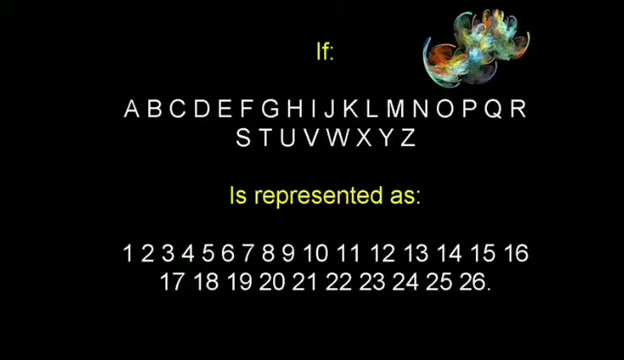 If:
A B C D E F G H I J K L M N O P Q R
S T U V W X Y Z
Is represented as:
1 2 3 4 5 6 7 8 9 10 11 12 13 14 15 16
17 18 19 20 21 22 23 24 25 26.